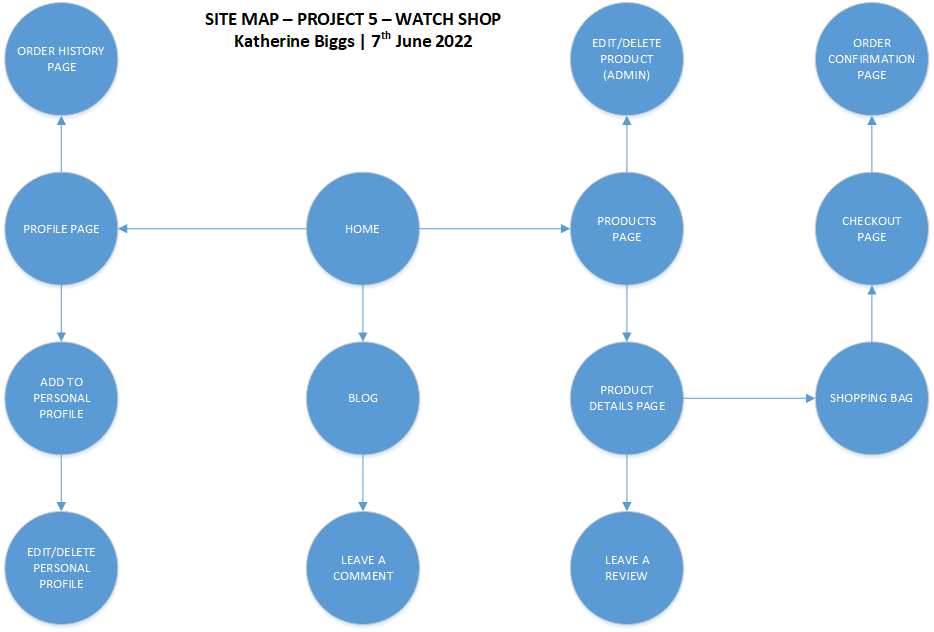 SITE MAP – PROJECT 5 – WATCH SHOP
Katherine Biggs | 7th June 2022
ORDER HISTORY
PAGE
EDIT/DELETE
PRODUCT
(ADMIN)
ORDER
CONFIRMATION
PAGE
PROFILE PAGE
HOME
PRODUCTS
PAGE
CHECKOUT
PAGE
ADD TO
PERSONAL
PROFILE
BLOG
PRODUCT
DETAILS PAGE
SHOPPING BAG
EDIT/DELETE
PERSONAL
PROFILE
LEAVE A
COMMENT
LEAVE A
REVIEW